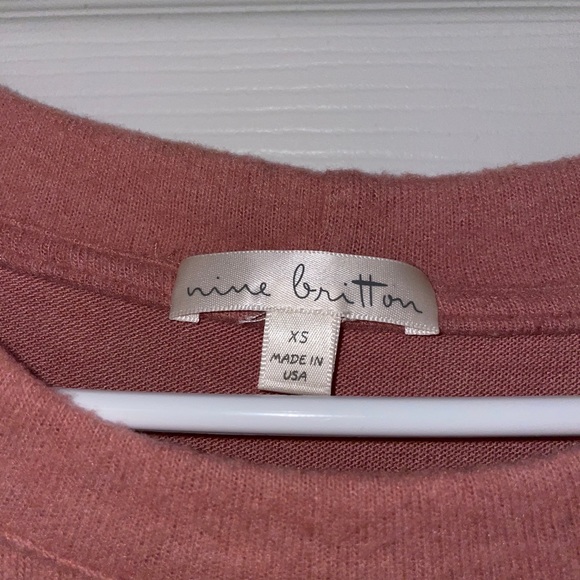 nine britton
XS
MADE IN
USA